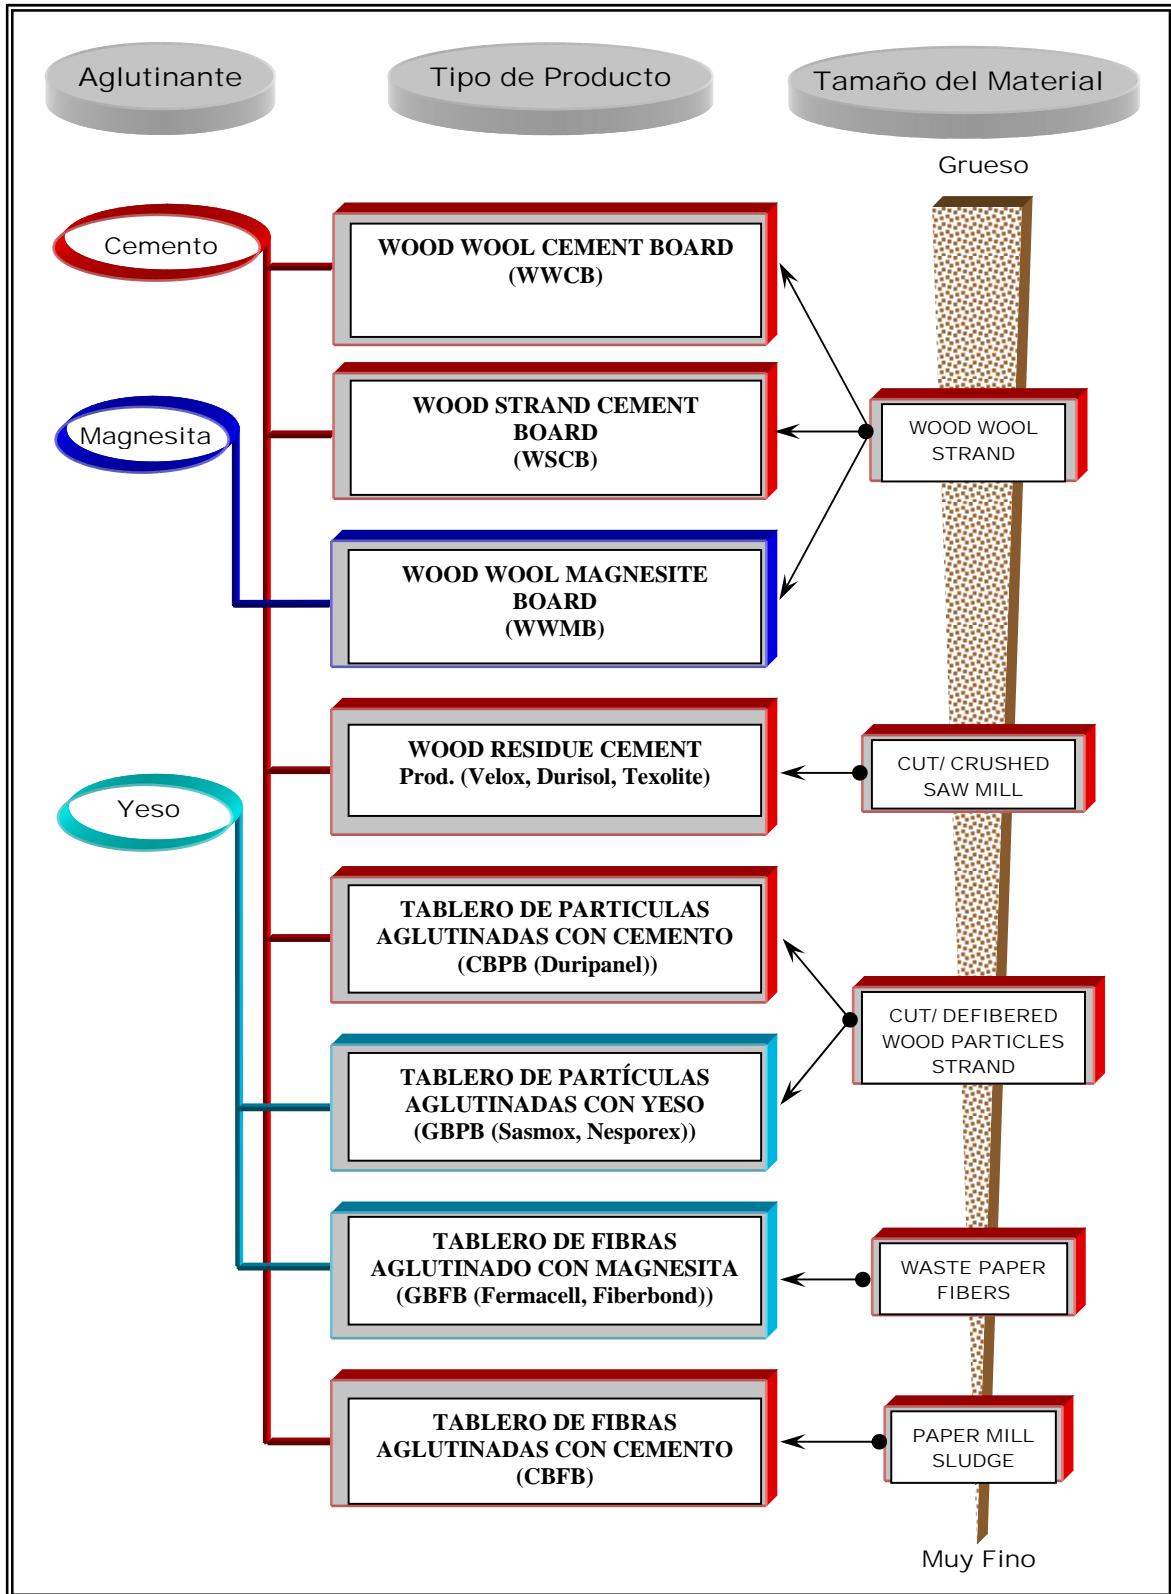 Aglutinante
Tipo de Producto
Tamaño del Material
Grueso
Cemento
WOOD WOOL CEMENT BOARD
(WWCB)
Magnesita
WOOD STRAND CEMENT
BOARD
(WSCB)
WOOD WOOL
STRAND
WOOD WOOL MAGNESITE
BOARD
(WWMB)
WOOD RESIDUE CEMENT
Prod. (Velox, Durisol, Texolite)
CUT/ CRUSHED
SAW MILL
Yeso
TABLERO DE PARTICULAS
AGLUTINADAS CON CEMENTO
(CBPB (Duripanel))
CUT/ DEFIBERED
WOOD PARTICLES
STRAND
TABLERO DE PARTÍCULAS
AGLUTINADAS CON YESO
(GBPB (Sasmox, Nesporex))
TABLERO DE FIBRAS
AGLUTINADO CON MAGNESITA
(GBFB (Fermacell, Fiberbond))
WASTE PAPER
FIBERS
TABLERO DE FIBRAS
AGLUTINADAS CON CEMENTO
(CBFB)
PAPER MILL
SLUDGE
Muy Fino